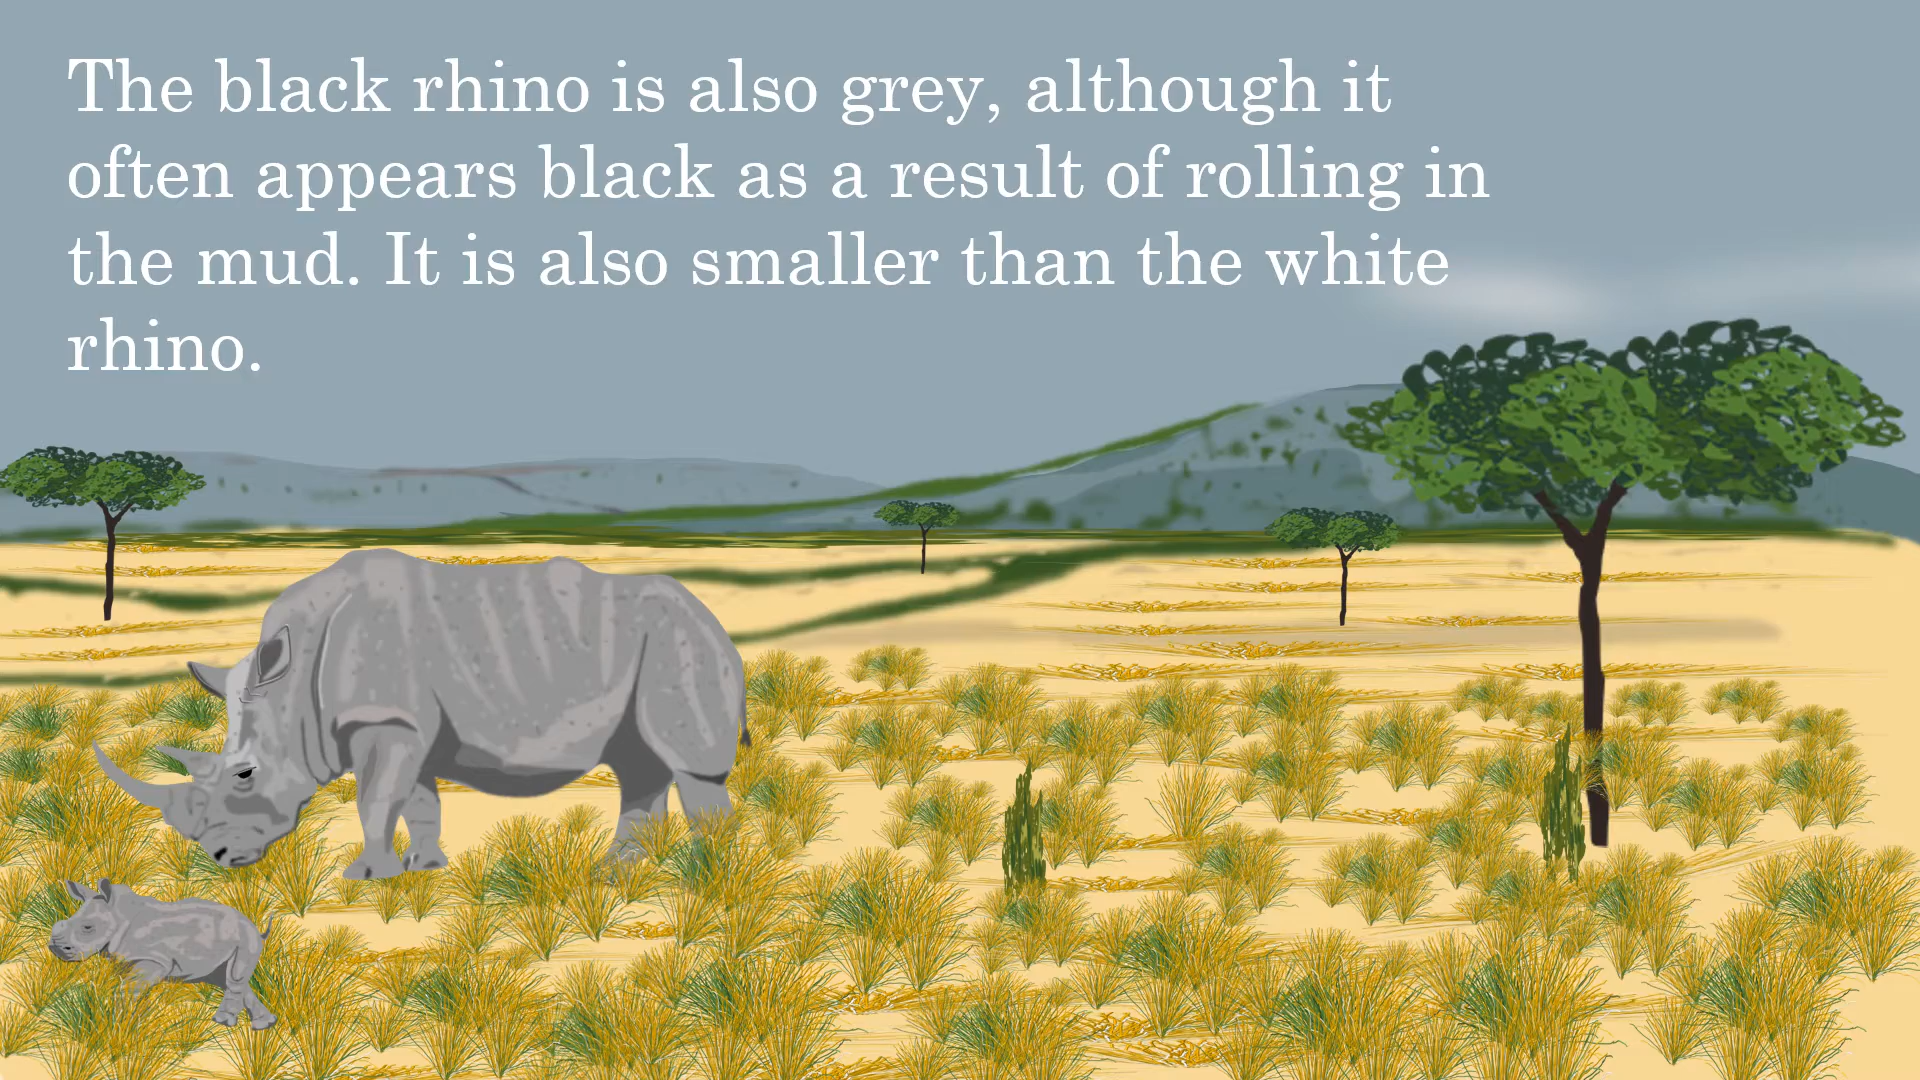 The black rhino is also grey, although it
often appears black as a result of rolling in
the mud. It is also smaller than the white
rhino.